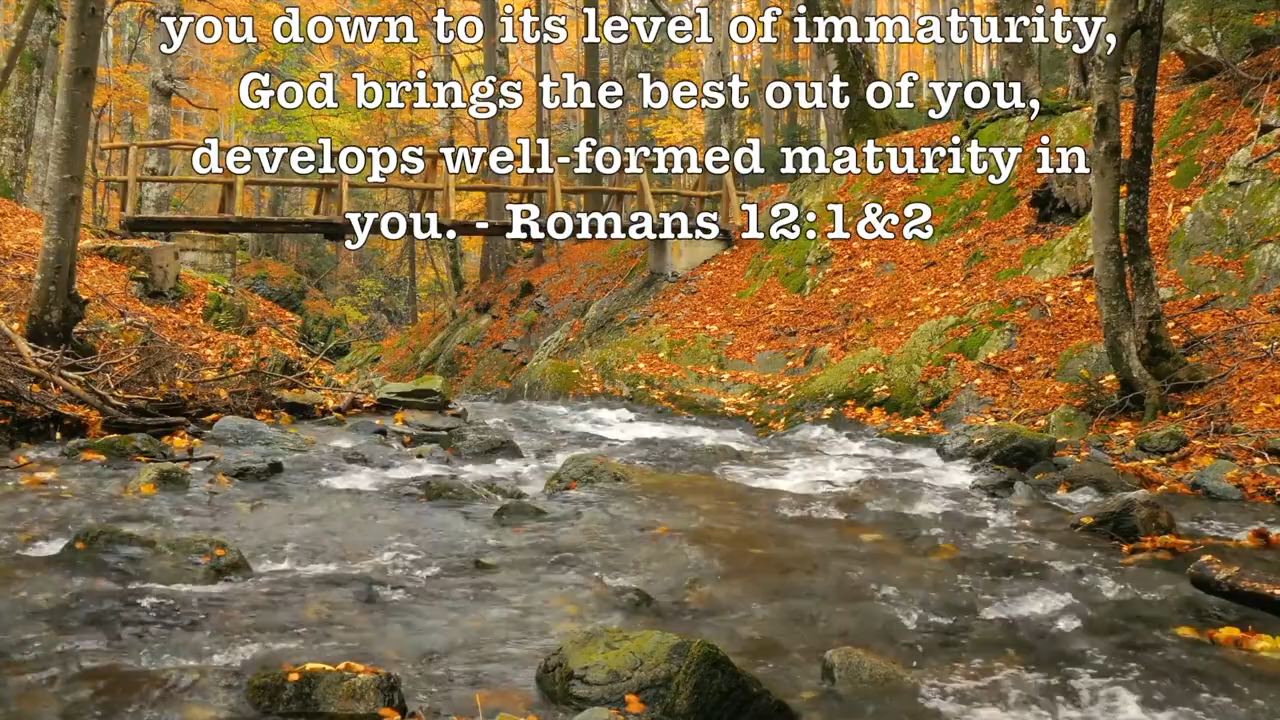 you down to its level of immaturity,
God brings the best out of you,
develops well-formed maturity in
you. - Romans 12:1&2